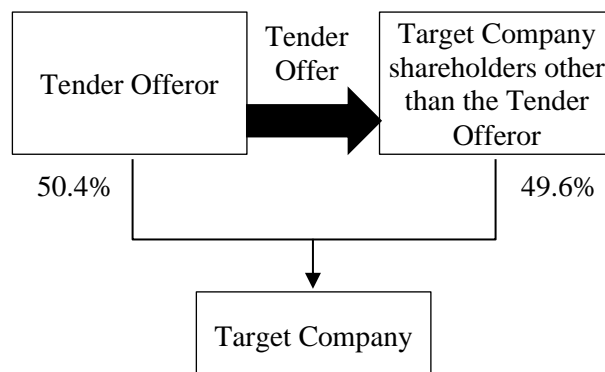 Tender Offeror
Tender
Offer
Target Company
shareholders other
than the Tender
Offeror
50.4%
49.6%
Target Company